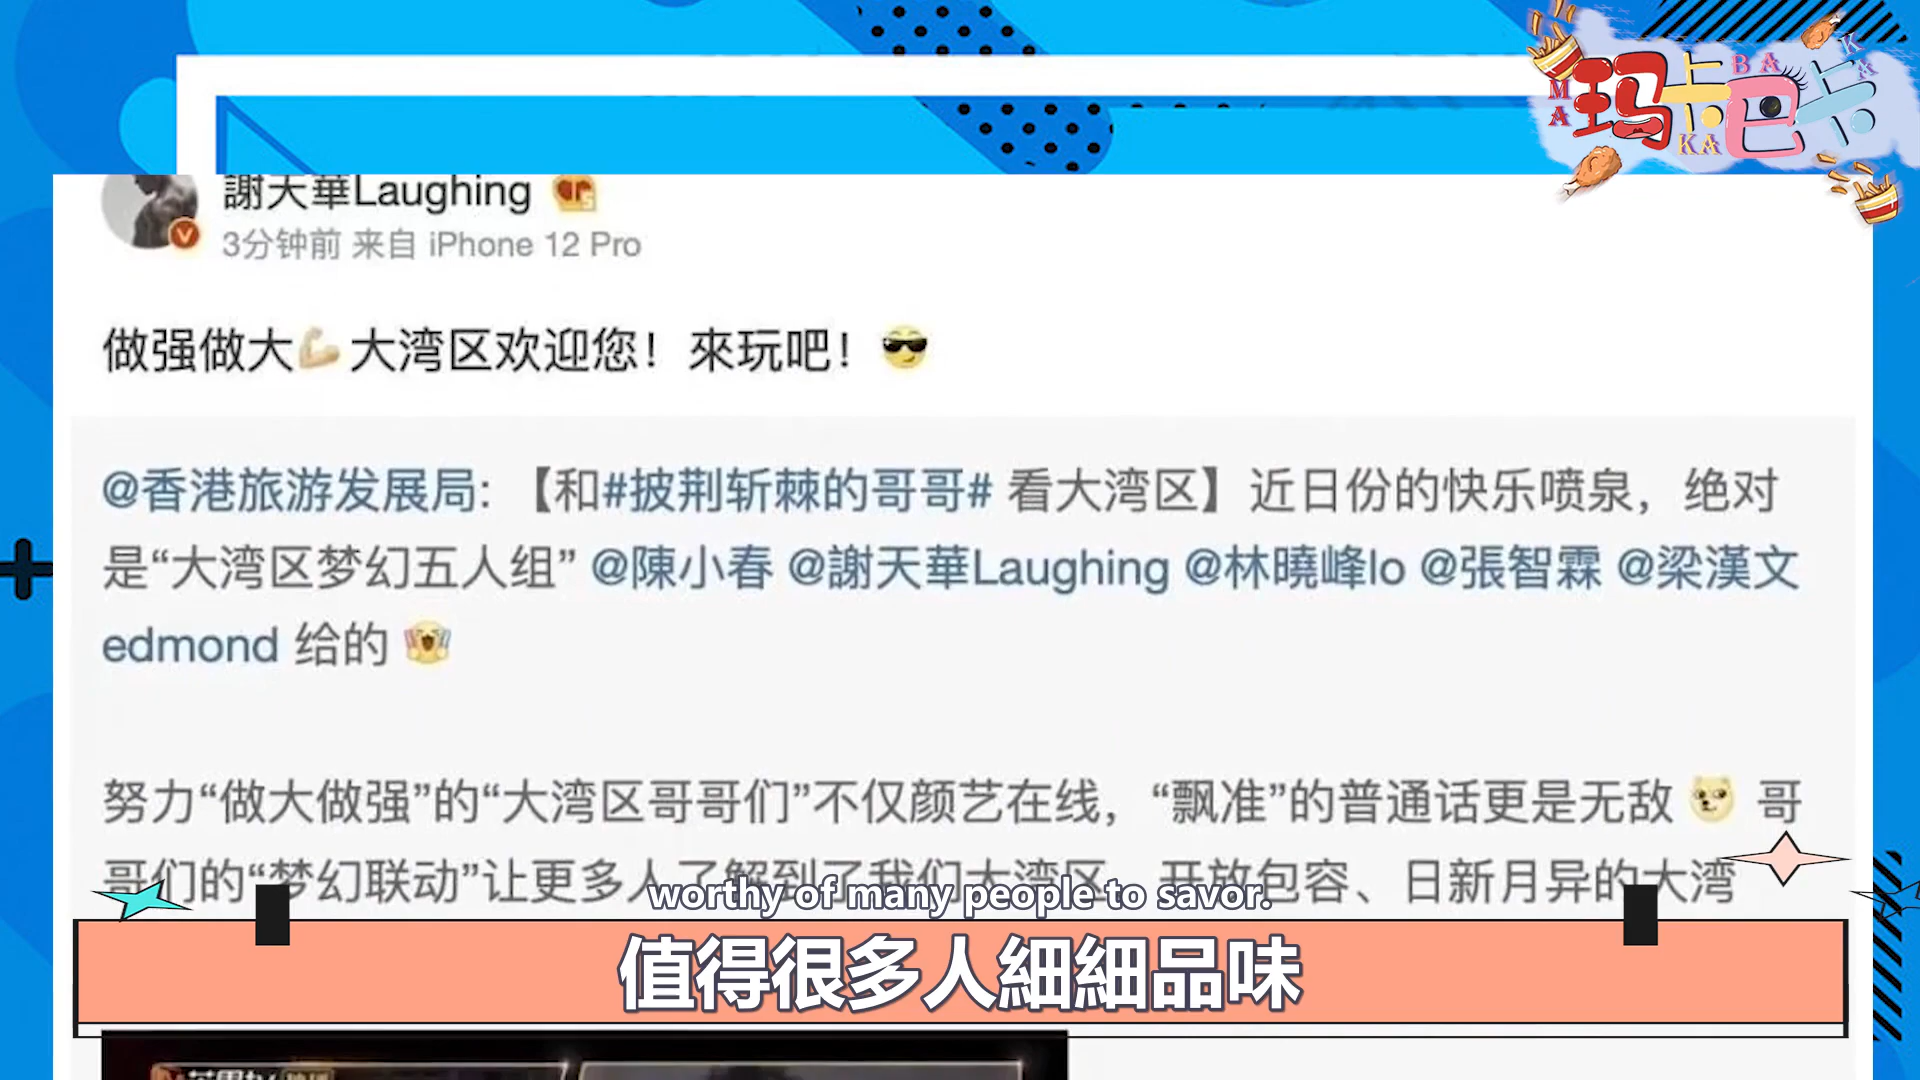 MA 玛卡巴卡 BA KA KA
謝天華Laughing
3分钟前 来自 iPhone 12 Pro
做强做大💪🏼大湾区欢迎您！來玩吧！😎
@香港旅游发展局:【和#披荆斩棘的哥哥# 看大湾区】近日份的快乐喷泉，绝对
是“大湾区梦幻五人组” @陳小春 @謝天華Laughing @林曉峰lo @張智霖 @梁漢文
edmond 给的
努力“做大做强”的“大湾区哥哥们”不仅颜艺在线，“飘准”的普通话更是无敌 哥
哥们的“梦幻联动”让更多人了解到了我们大湾区、开放包容、日新月异的大湾
worthy of many people to savor.
值得很多人細細品味